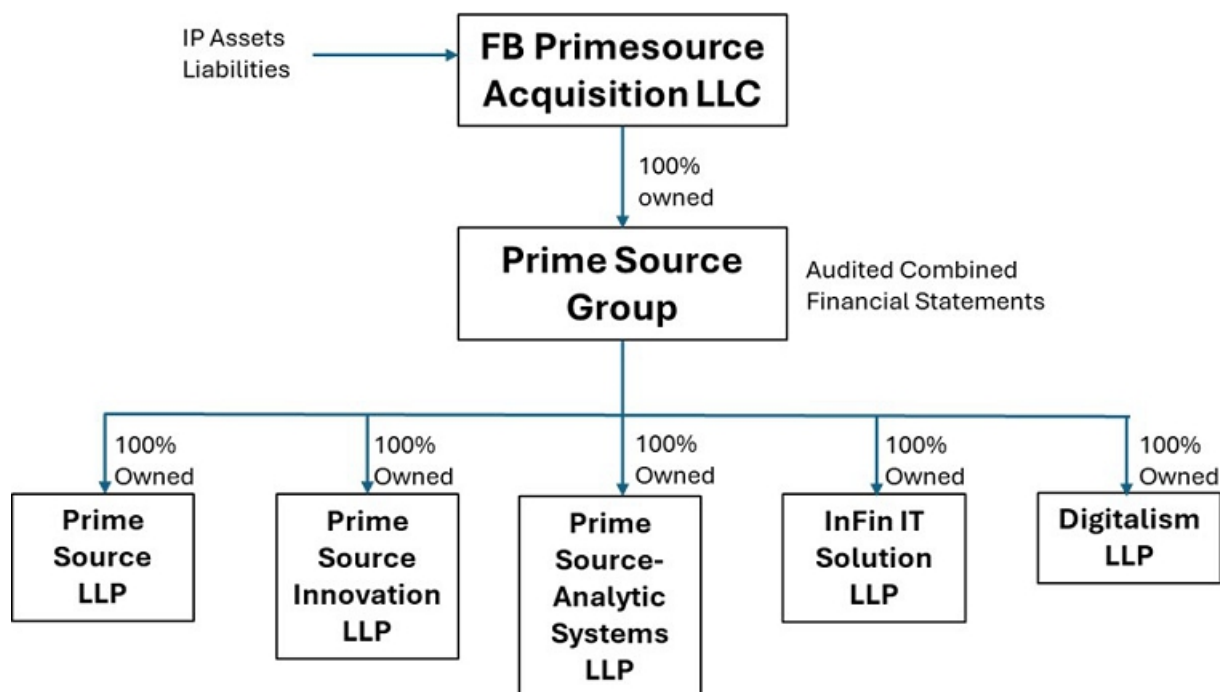 IP Assets
Liabilities
FB Primesource
Acquisition LLC
100%
owned
Prime Source
Group
Audited Combined
Financial Statements
100%
Owned
100%
Owned
100%
Owned
100%
Owned
100%
Owned
Prime
Source
LLP
Prime
Source
Innovation
LLP
Prime
Source-
Analytic
Systems
LLP
InFin IT
Solution
LLP
Digitalism
LLP